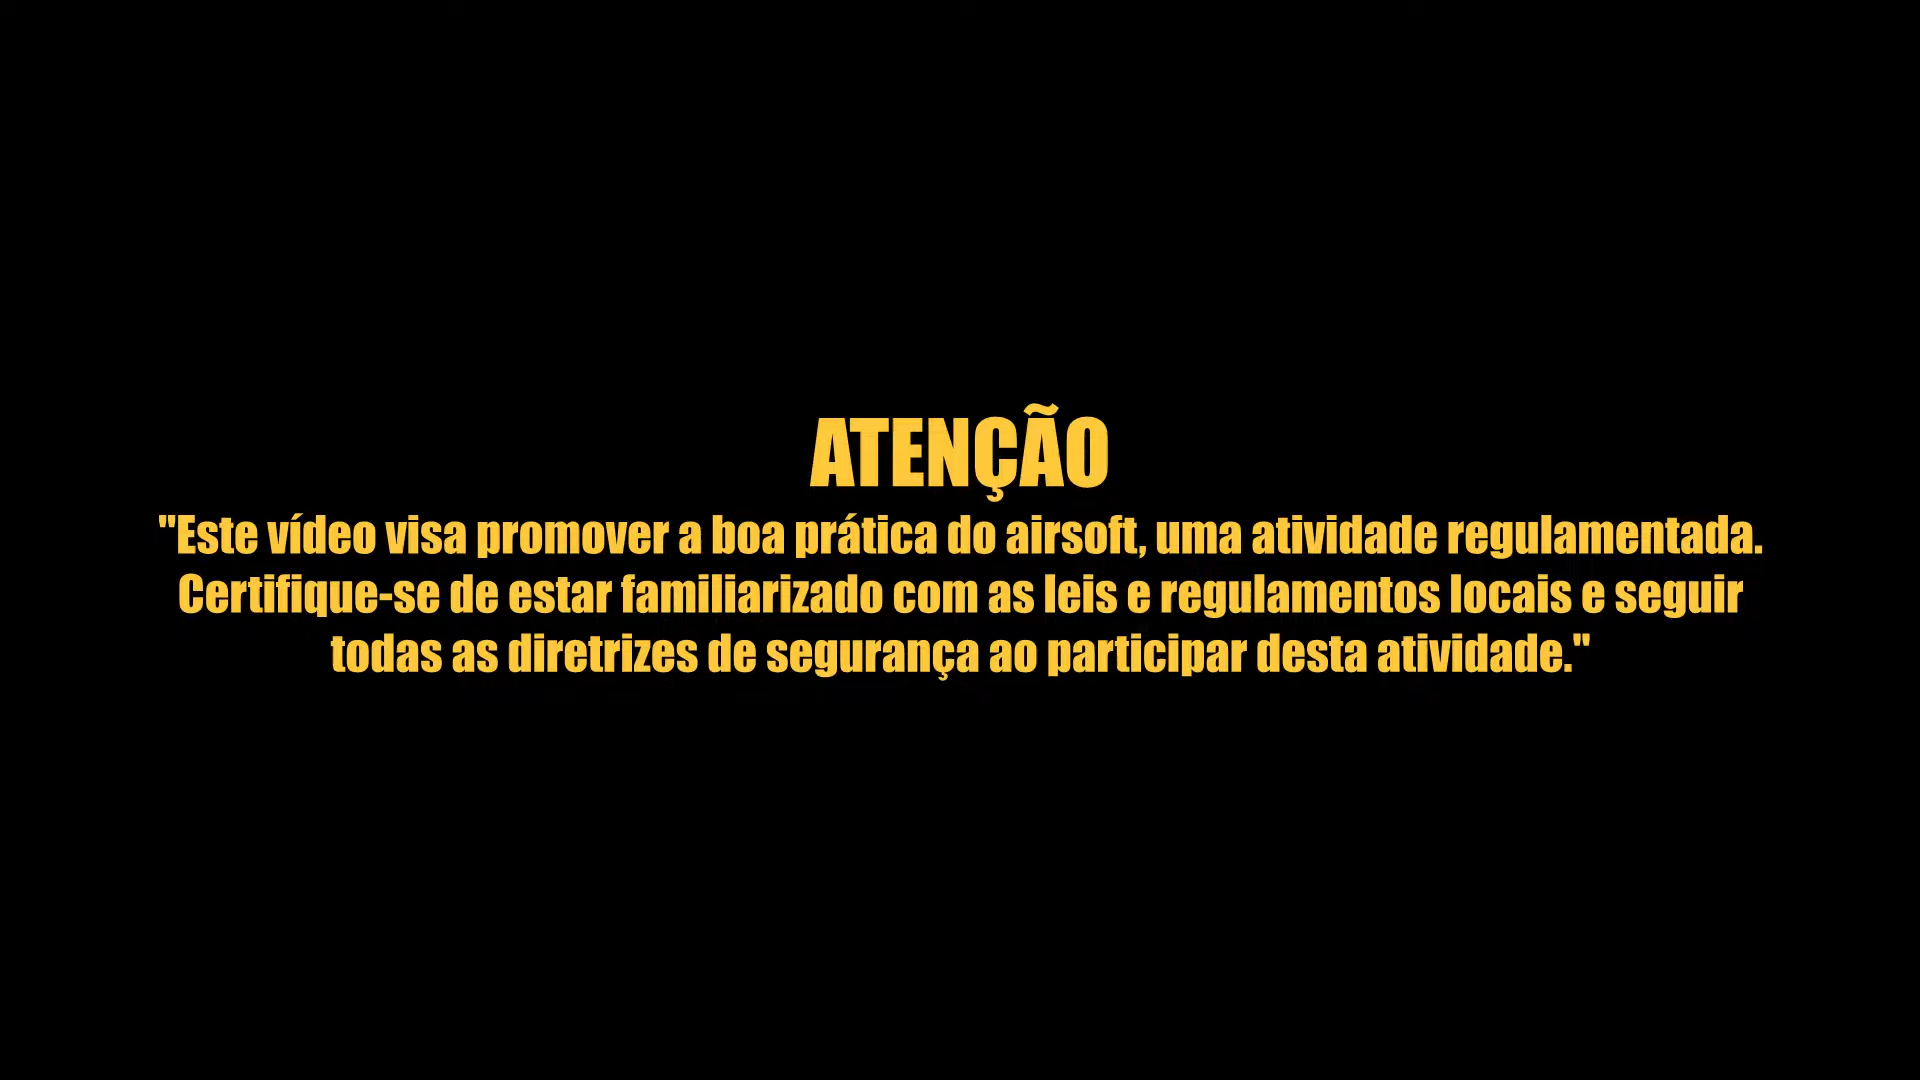 ATENÇÃO
"Este vídeo visa promover a boa prática do airsoft, uma atividade regulamentada.
Certifique-se de estar familiarizado com as leis e regulamentos locais e seguir
todas as diretrizes de segurança ao participar desta atividade."